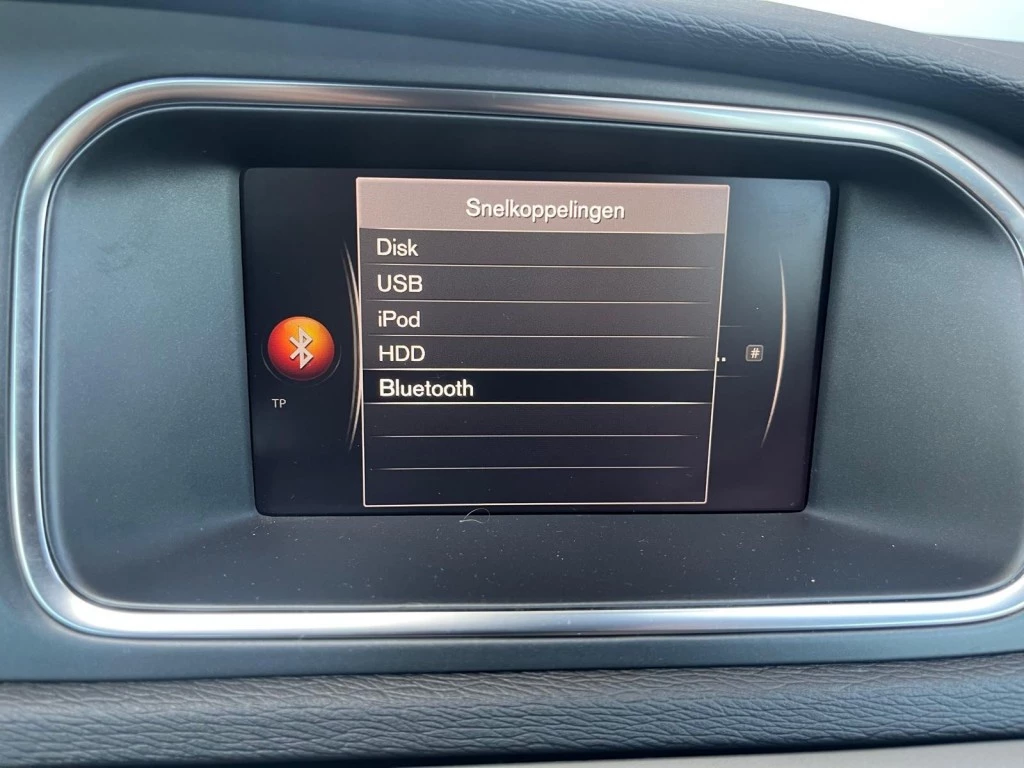 Snelkoppelingen
Disk
USB
iPod
HDD
Bluetooth
.. #
TP